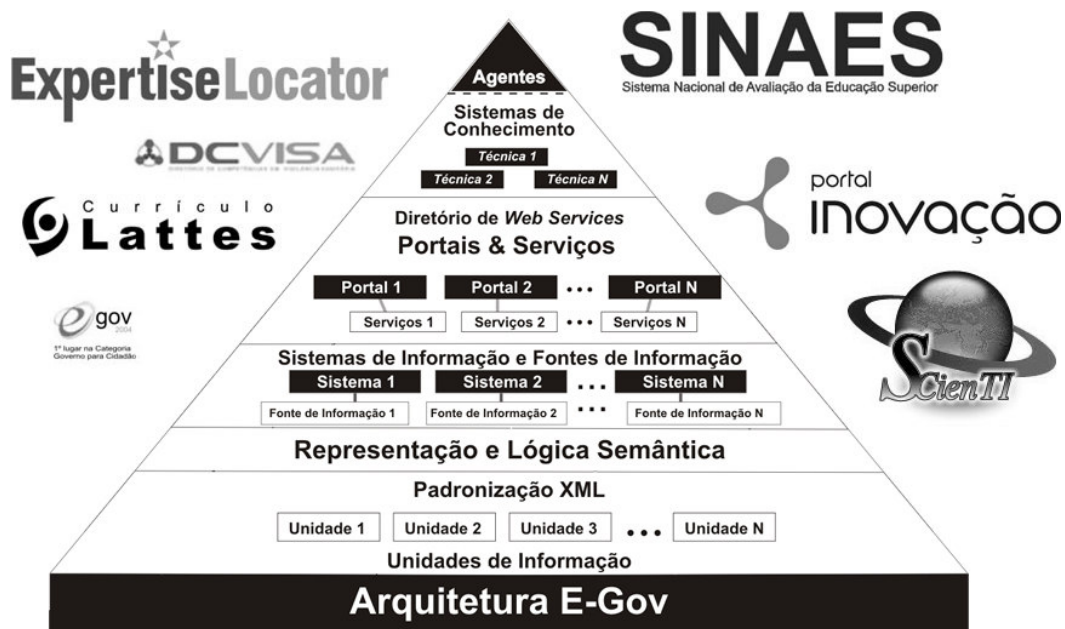 ExpertiseLocator
DCVISA
Currículo
Lattes
e gov
2004
1º lugar na Categoria
Governo para Cidadão
SINAES
Sistema Nacional de Avaliação da Educação Superior
portal
inovação
ScienTI
Agentes
Sistemas de
Conhecimento
Técnica 1
Técnica 2 Técnica N
Diretório de Web Services
Portais & Serviços
Portal 1 Portal 2 ••• Portal N
Serviços 1 Serviços 2 ••• Serviços N
Sistemas de Informação e Fontes de Informação
Sistema 1 Sistema 2 ••• Sistema N
Fonte de Informação 1 Fonte de Informação 2 ••• Fonte de Informação N
Representação e Lógica Semântica
Padronização XML
Unidade 1 Unidade 2 Unidade 3 ••• Unidade N
Unidades de Informação
Arquitetura E-Gov